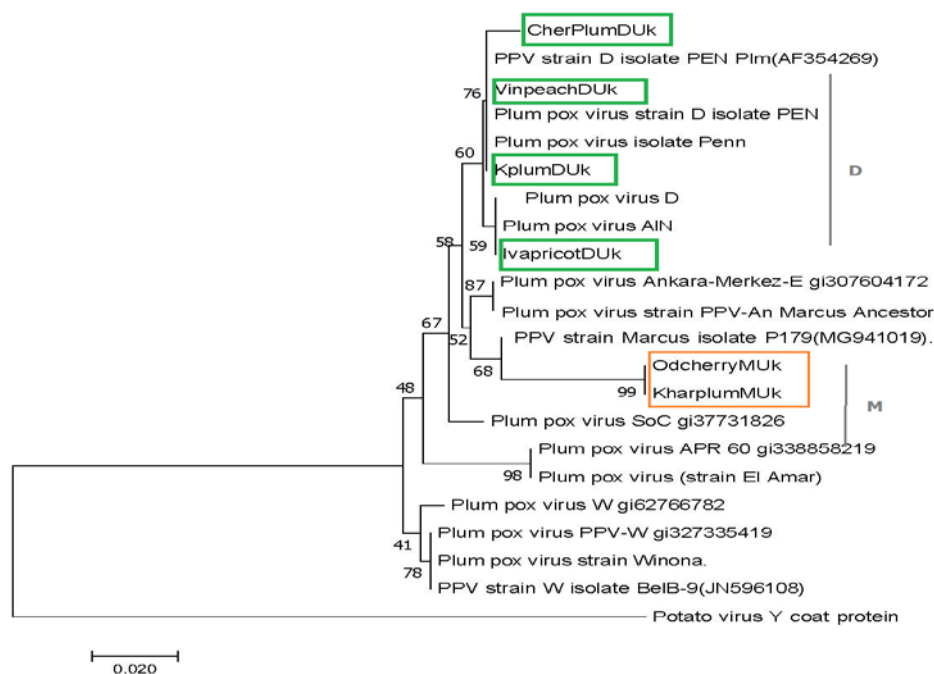 CherPlumDUk
PPV strain D isolate PEN Plm(AF354269)
76
VinpeachDUk
Plum pox virus strain D isolate PEN
Plum pox virus isolate Penn
60
KplumDUk
D
Plum pox virus D
Plum pox virus AIN
58
59
IvapricotDUk
87
Plum pox virus Ankara-Merkez-E gi307604172
Plum pox virus strain PPV-An Marcus Ancestor
67
52
PPV strain Marcus isolate P179(MG941019).
68
OdcherryMUk
48
99
KharplumMUk
M
Plum pox virus SoC gi37731826
Plum pox virus APR 60 gi338858219
98
Plum pox virus (strain El Amar)
Plum pox virus W gi62766782
Plum pox virus PPV-W gi327335419
41
Plum pox virus strain Winona.
78
PPV strain W isolate BelB-9(JN596108)
Potato virus Y coat protein
0.020